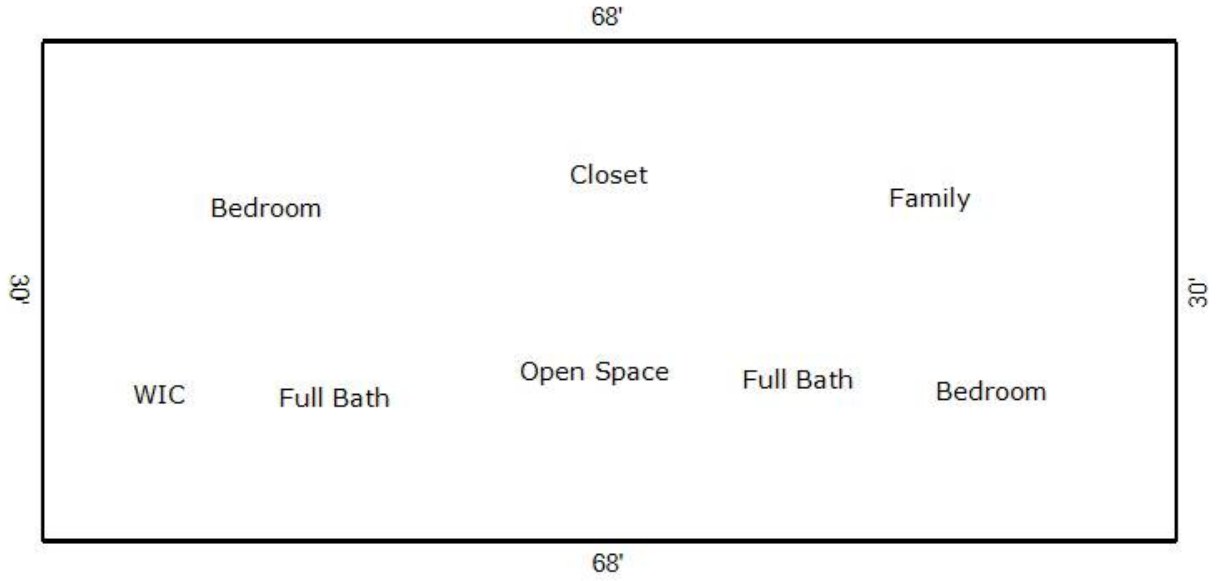 68'
Closet
Family
Bedroom
30'
30'
Open Space
Full Bath
Bedroom
WIC
Full Bath
68'